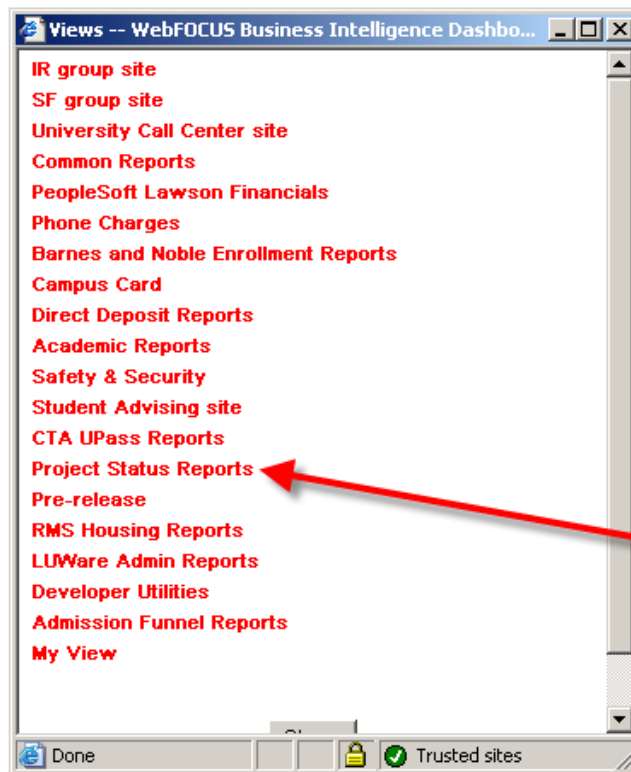 Views -- WebFOCUS Business Intelligence Dashbo...
IR group site
SF group site
University Call Center site
Common Reports
PeopleSoft Lawson Financials
Phone Charges
Barnes and Noble Enrollment Reports
Campus Card
Direct Deposit Reports
Academic Reports
Safety & Security
Student Advising site
CTA UPass Reports
Project Status Reports
Pre-release
RMS Housing Reports
LUWare Admin Reports
Developer Utilities
Admission Funnel Reports
My View
Done
Trusted sites